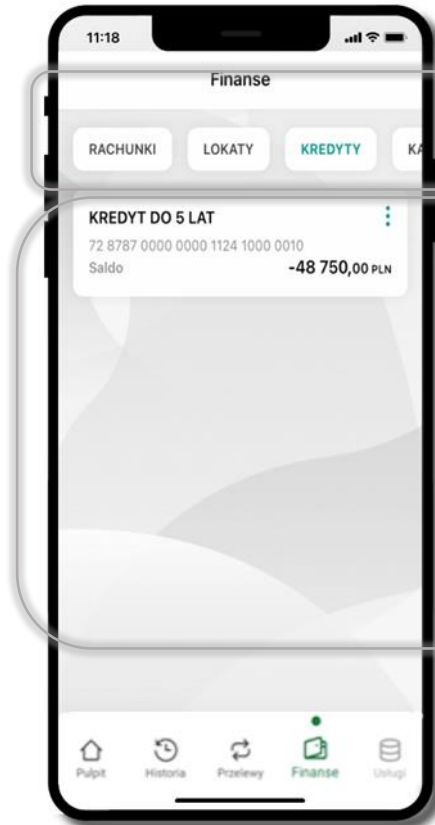 11:18
Finanse
RACHUNKI LOKATY KREDYTY KA
KREDYT DO 5 LAT
72 8787 0000 0000 1124 1000 0010
Saldo -48 750,00 PLN
Pulpit Historia Przelewy Finanse Usługi